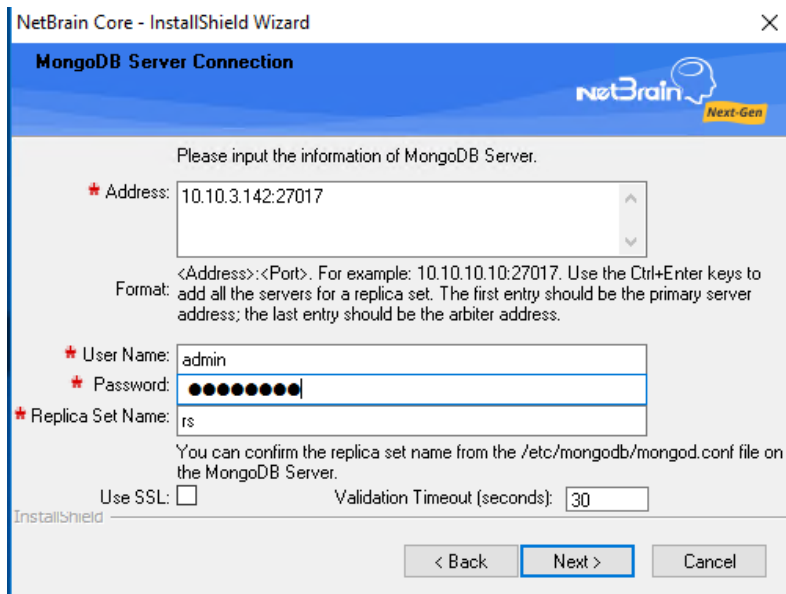 NetBrain Core - InstallShield Wizard
MongoDB Server Connection
NetBrain
Next-Gen
Please input the information of MongoDB Server.
* Address: 10.10.3.142:27017
Format: <Address>:<Port>. For example: 10.10.10.10:27017. Use the Ctrl+Enter keys to
add all the servers for a replica set. The first entry should be the primary server
address; the last entry should be the arbiter address.
* User Name: admin
* Password: ●●●●●●●●
* Replica Set Name: rs
You can confirm the replica set name from the /etc/mongodb/mongod.conf file on
the MongoDB Server.
Use SSL: Validation Timeout (seconds): 30
InstallShield
< Back Next > Cancel